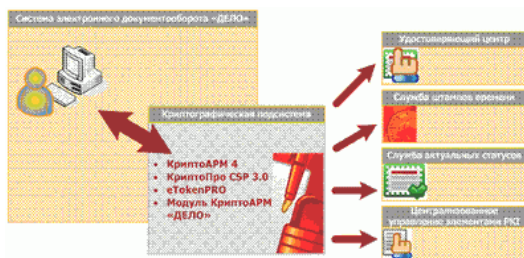 Система электронного документооборота «ДЕЛО»
Криптографическая подсистема
• КриптоАРМ 4
• КриптоПро CSP 3.0
• eTokenPRO
• Модуль КриптоАРМ
«ДЕЛО»
Удостоверяющий центр
Служба штампов времени
Служба актуальных статусов
Централизованное
управление элементами PKI